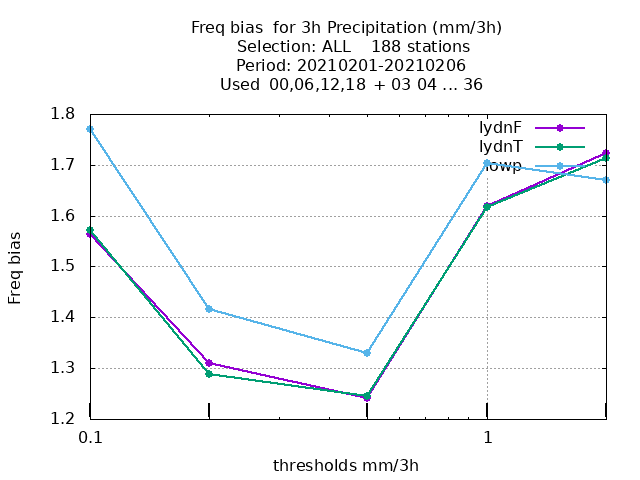 Freq bias for 3h Precipitation (mm/3h)
Selection: ALL 188 stations
Period: 20210201-20210206
Used 00,06,12,18 + 03 04 ... 36
1.8
1.7
1.6
1.5
1.4
1.3
1.2
Freq bias
lydnF
lydnT
nowp
0.1
1
thresholds mm/3h